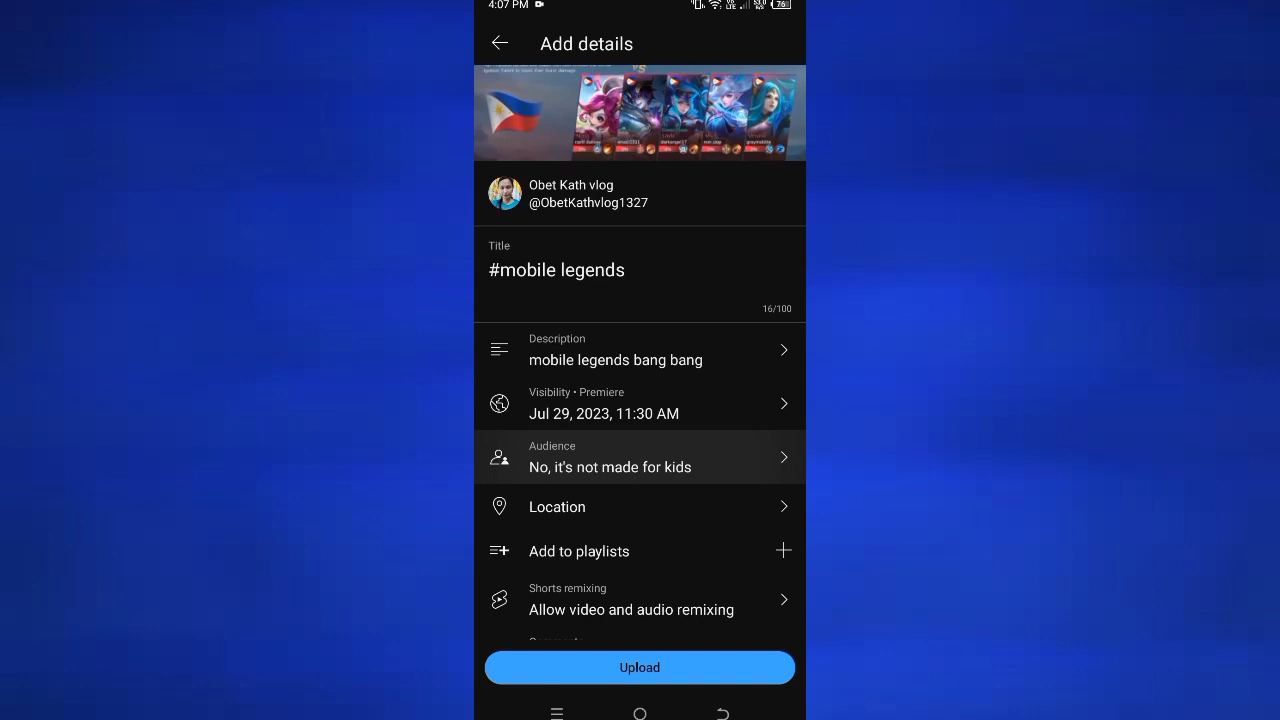 4:07 PM
Add details
VS
Obet Kath vlog
@ObetKathvlog1327
Title
#mobile legends
16/100
Description
mobile legends bang bang
Visibility • Premiere
Jul 29, 2023, 11:30 AM
Audience
No, it's not made for kids
Location
Add to playlists
Shorts remixing
Allow video and audio remixing
Upload